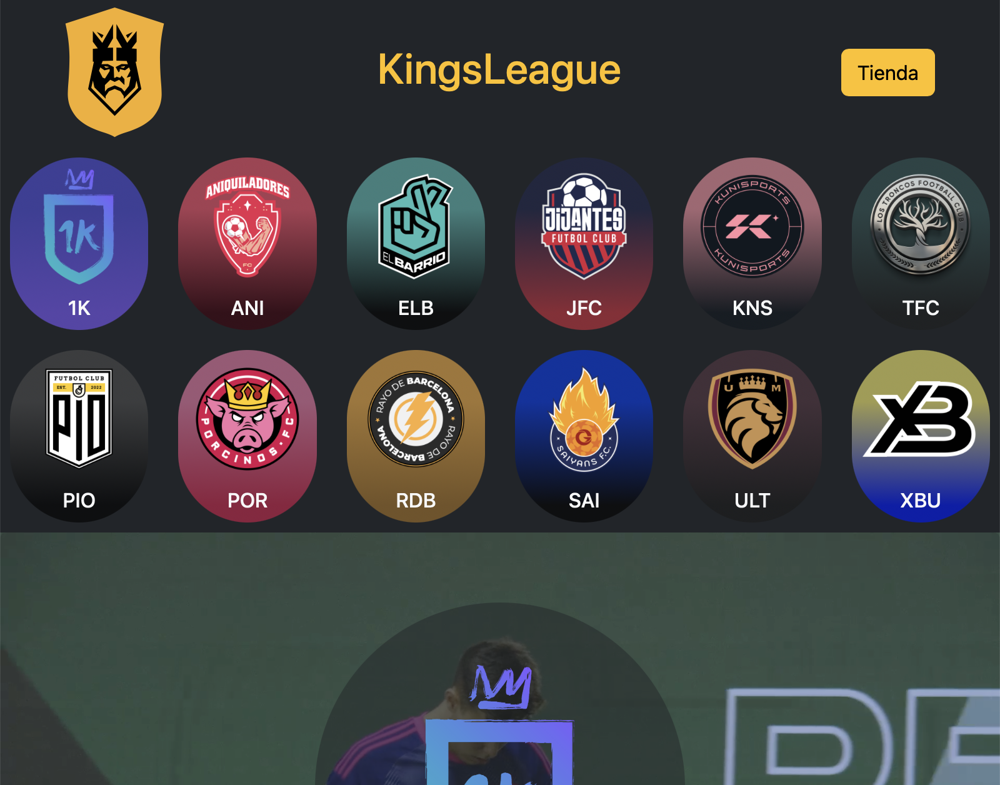 KingsLeague
Tienda
1K
1K
ANIQUILADORES
FC
ANI
EL BARRIO
ELB
JIJANTES
FUTBOL CLUB
JFC
KUNISPORTS
K
KUNISPORTS
KNS
LOS TRONCOS FOOTBALL CLUB
TFC
FUTBOL CLUB
EST. 2022
PIO
PIO
PORCINOS·FC
POR
RAYO DE BARCELONA
RAYO DE BARCELONA
RDB
G
SAIYANS F.C.
SAI
U M
ULT
XB
XBU
1K